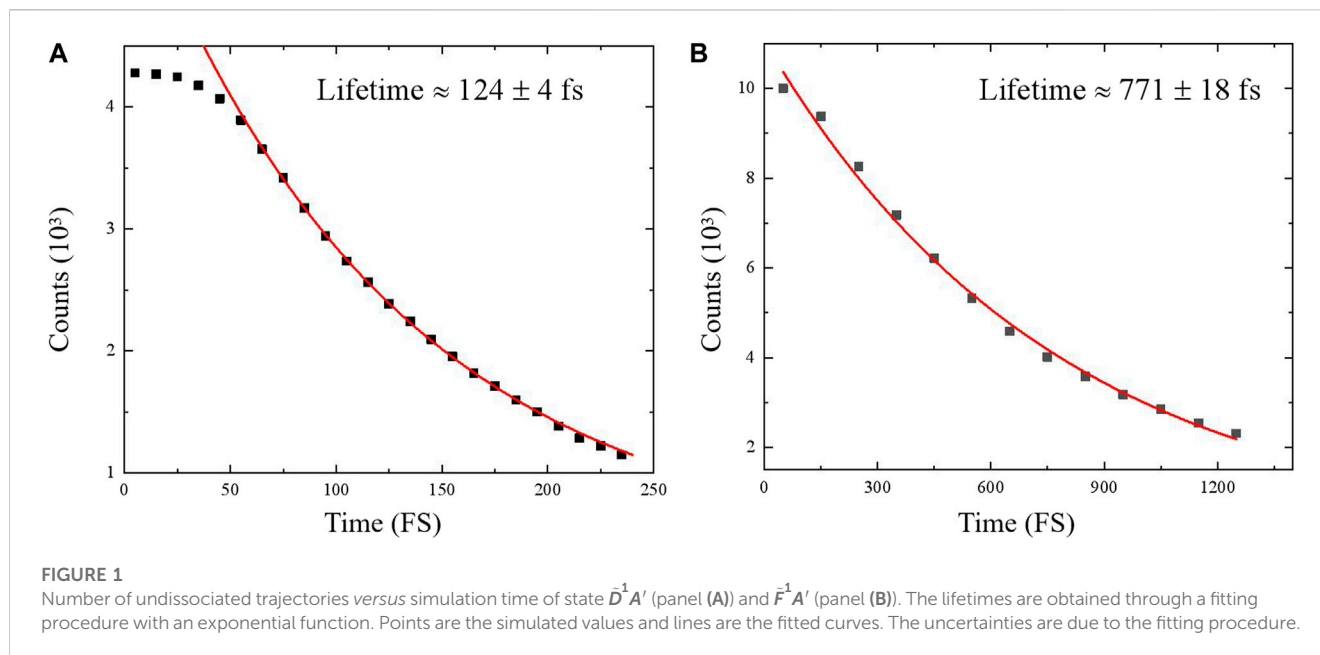 A
Lifetime ≈ 124 ± 4 fs
Counts (10³)
4
3
2
1
0 50 100 150 200 250
Time (FS)
B
Lifetime ≈ 771 ± 18 fs
Counts (10³)
10
8
6
4
2
0 300 600 900 1200
Time (FS)
FIGURE 1
Number of undissociated trajectories versus simulation time of state D̃¹A′ (panel (A)) and F̃¹A′ (panel (B)). The lifetimes are obtained through a fitting
procedure with an exponential function. Points are the simulated values and lines are the fitted curves. The uncertainties are due to the fitting procedure.